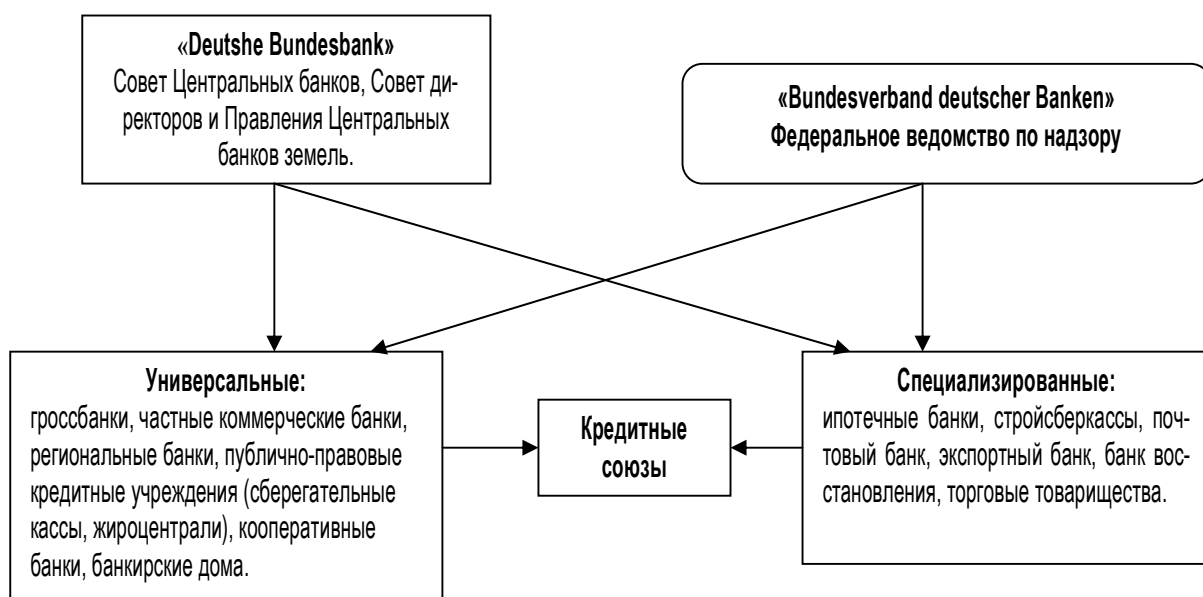 «Deutshe Bundesbank»
Совет Центральных банков, Совет ди-
ректоров и Правления Центральных
банков земель.
«Bundesverband deutscher Banken»
Федеральное ведомство по надзору
Универсальные:
гроссбанки, частные коммерческие банки,
региональные банки, публично-правовые
кредитные учреждения (сберегательные
кассы, жироцентрали), кооперативные
банки, банкирские дома.
Кредитные
союзы
Специализированные:
ипотечные банки, стройсберкассы, поч-
товый банк, экспортный банк, банк вос-
становления, торговые товарищества.